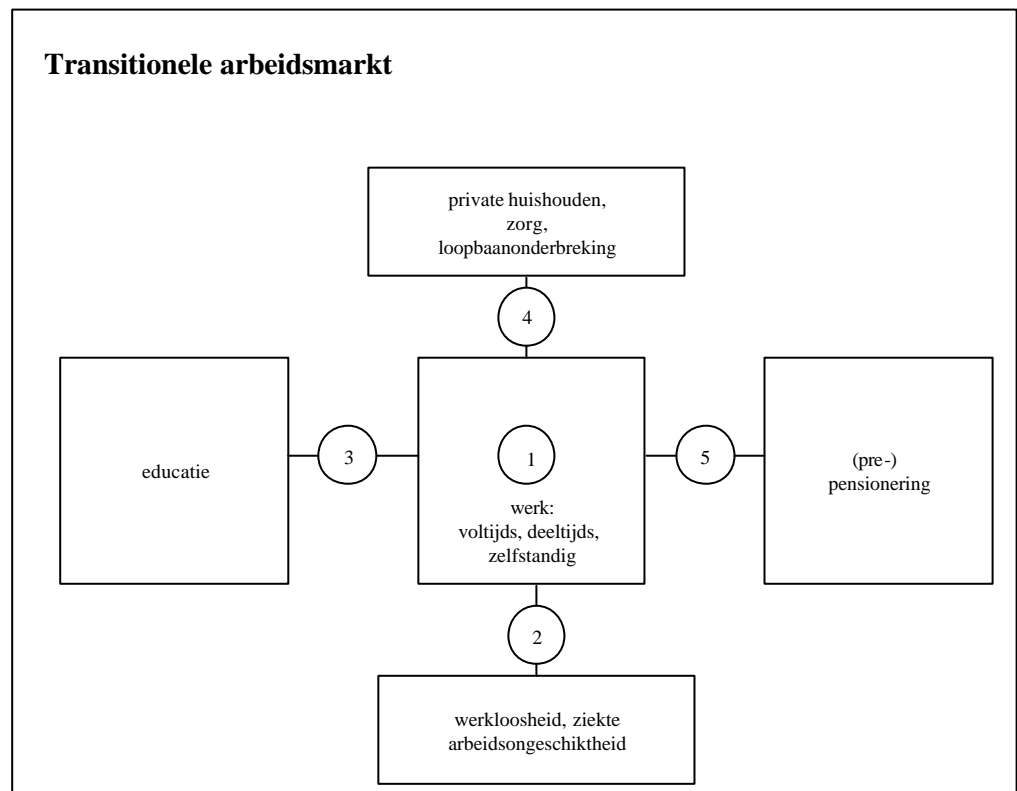 Transitionele arbeidsmarkt
private huishouden,
zorg,
loopbaanonderbreking
4
educatie
3
1
werk:
voltijds, deeltijds,
zelfstandig
5
(pre-)
pensionering
2
werkloosheid, ziekte
arbeidsongeschiktheid